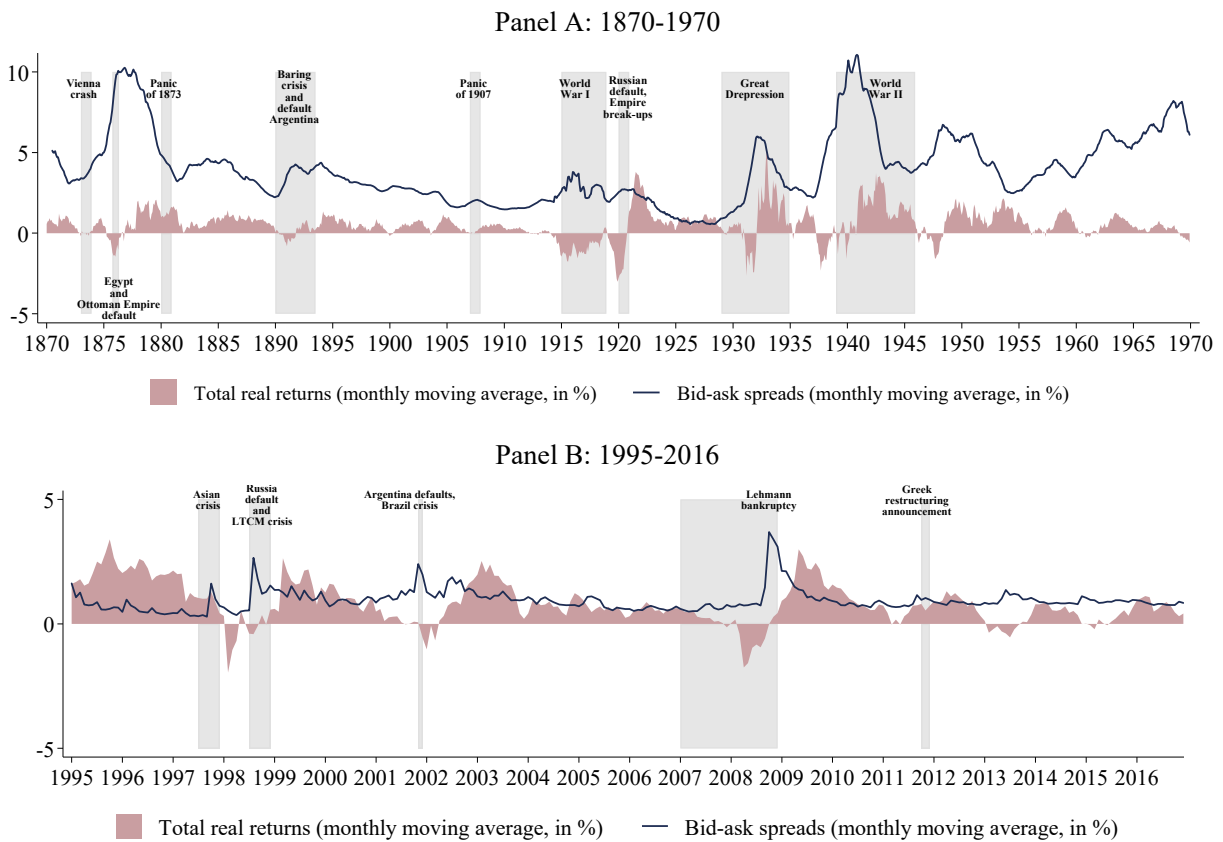 Panel A: 1870-1970
10
5
0
-5
Vienna
crash
Egypt
and
Ottoman Empire
default
Panic
of 1873
Baring
crisis
and
default
Argentina
Panic
of 1907
World
War I
Russian
default,
Empire
break-ups
Great
Drepression
World
War II
1870 1875 1880 1885 1890 1895 1900 1905 1910 1915 1920 1925 1930 1935 1940 1945 1950 1955 1960 1965 1970
Total real returns (monthly moving average, in %) Bid-ask spreads (monthly moving average, in %)
Panel B: 1995-2016
5
0
-5
Asian
crisis
Russia
default
and
LTCM crisis
Argentina defaults,
Brazil crisis
Lehmann
bankruptcy
Greek
restructuring
announcement
1995 1996 1997 1998 1999 2000 2001 2002 2003 2004 2005 2006 2007 2008 2009 2010 2011 2012 2013 2014 2015 2016
Total real returns (monthly moving average, in %) Bid-ask spreads (monthly moving average, in %)